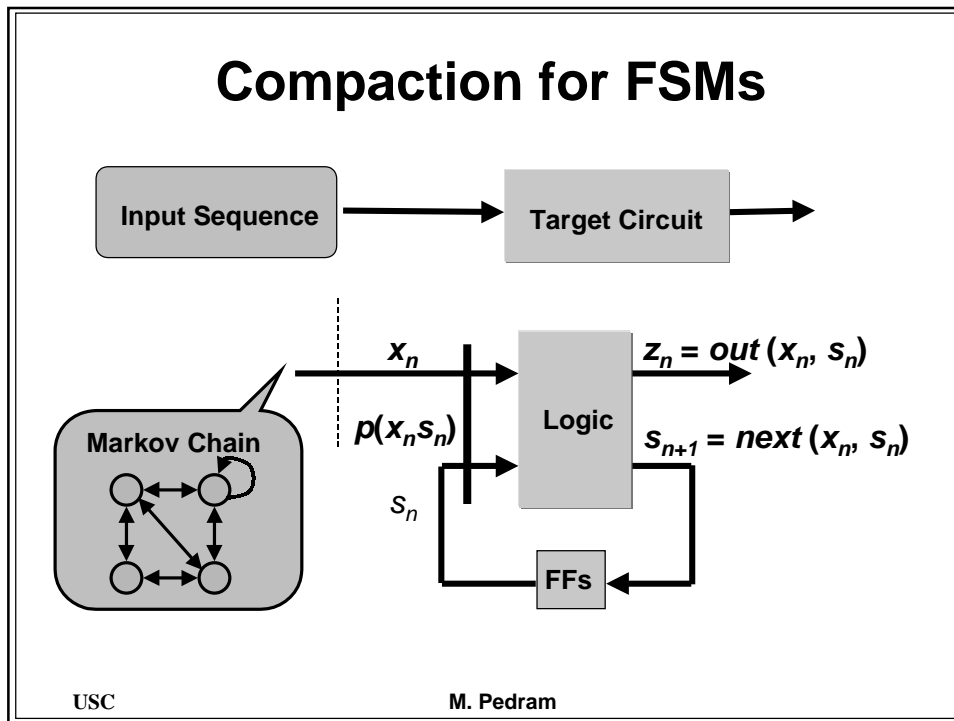 Compaction for FSMs
Input Sequence
Target Circuit
x_n
z_n = out (x_n, s_n)
p(x_n s_n)
Logic
Markov Chain
s_{n+1} = next (x_n, s_n)
s_n
FFs
USC
M. Pedram